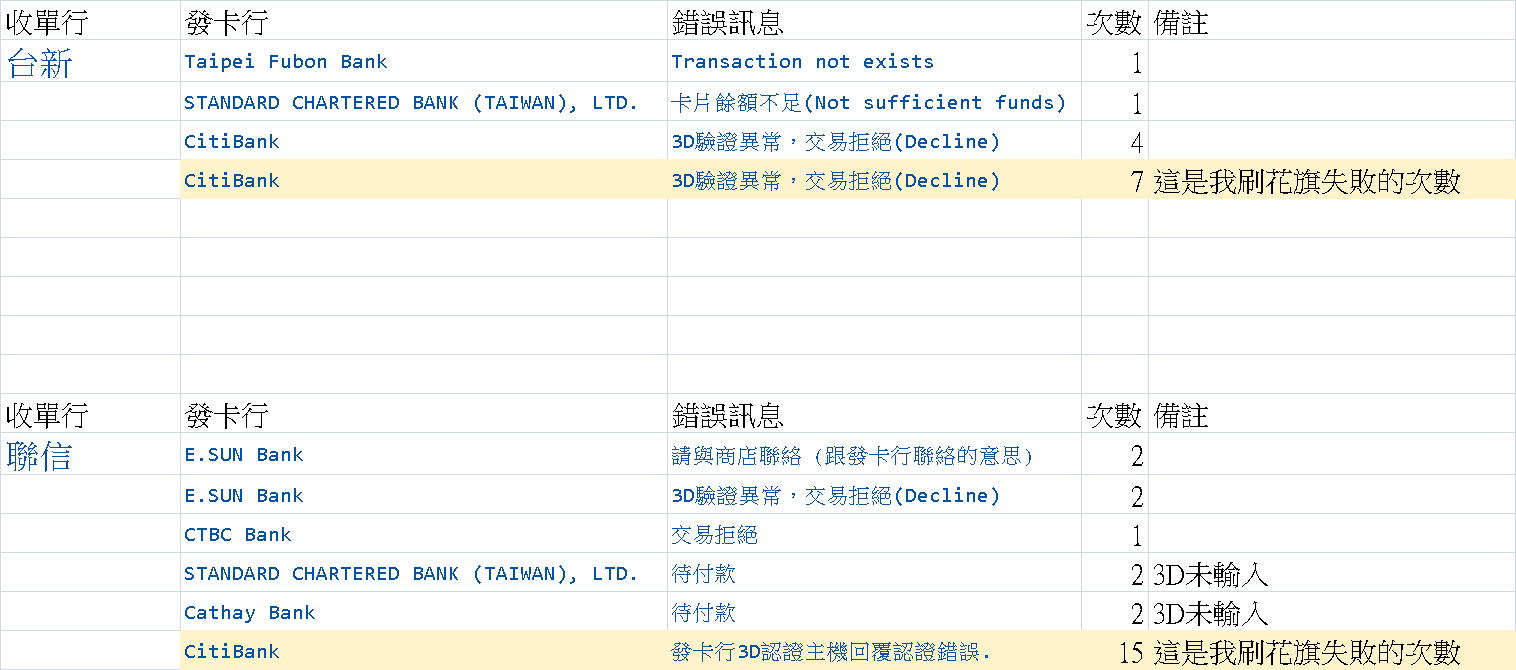 收單行 發卡行 錯誤訊息 次數 備註
台新 Taipei Fubon Bank Transaction not exists 1
STANDARD CHARTERED BANK (TAIWAN), LTD. 卡片餘額不足(Not sufficient funds) 1
CitiBank 3D驗證異常，交易拒絕(Decline) 4
CitiBank 3D驗證異常，交易拒絕(Decline) 7 這是我刷花旗失敗的次數
收單行 發卡行 錯誤訊息 次數 備註
聯信 E.SUN Bank 請與商店聯絡 (跟發卡行聯絡的意思) 2
E.SUN Bank 3D驗證異常，交易拒絕(Decline) 2
CTBC Bank 交易拒絕 1
STANDARD CHARTERED BANK (TAIWAN), LTD. 待付款 2 3D未輸入
Cathay Bank 待付款 2 3D未輸入
CitiBank 發卡行3D認證主機回覆認證錯誤. 15 這是我刷花旗失敗的次數